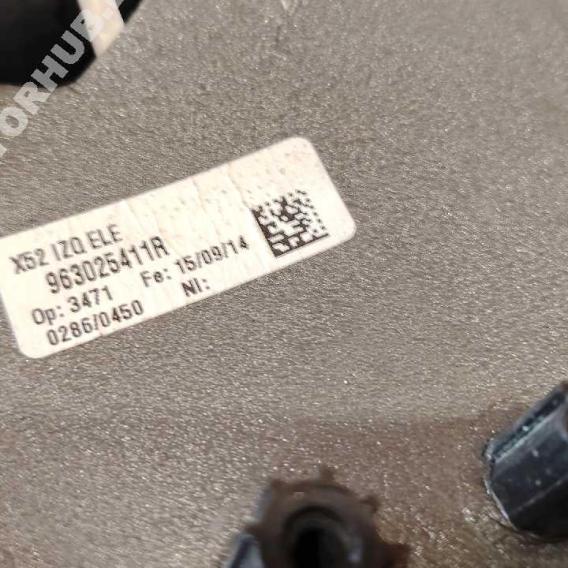 X52 IZQ ELE
963025411R
Op: 3471 Fe: 15/09/14
0286/0450 NI: